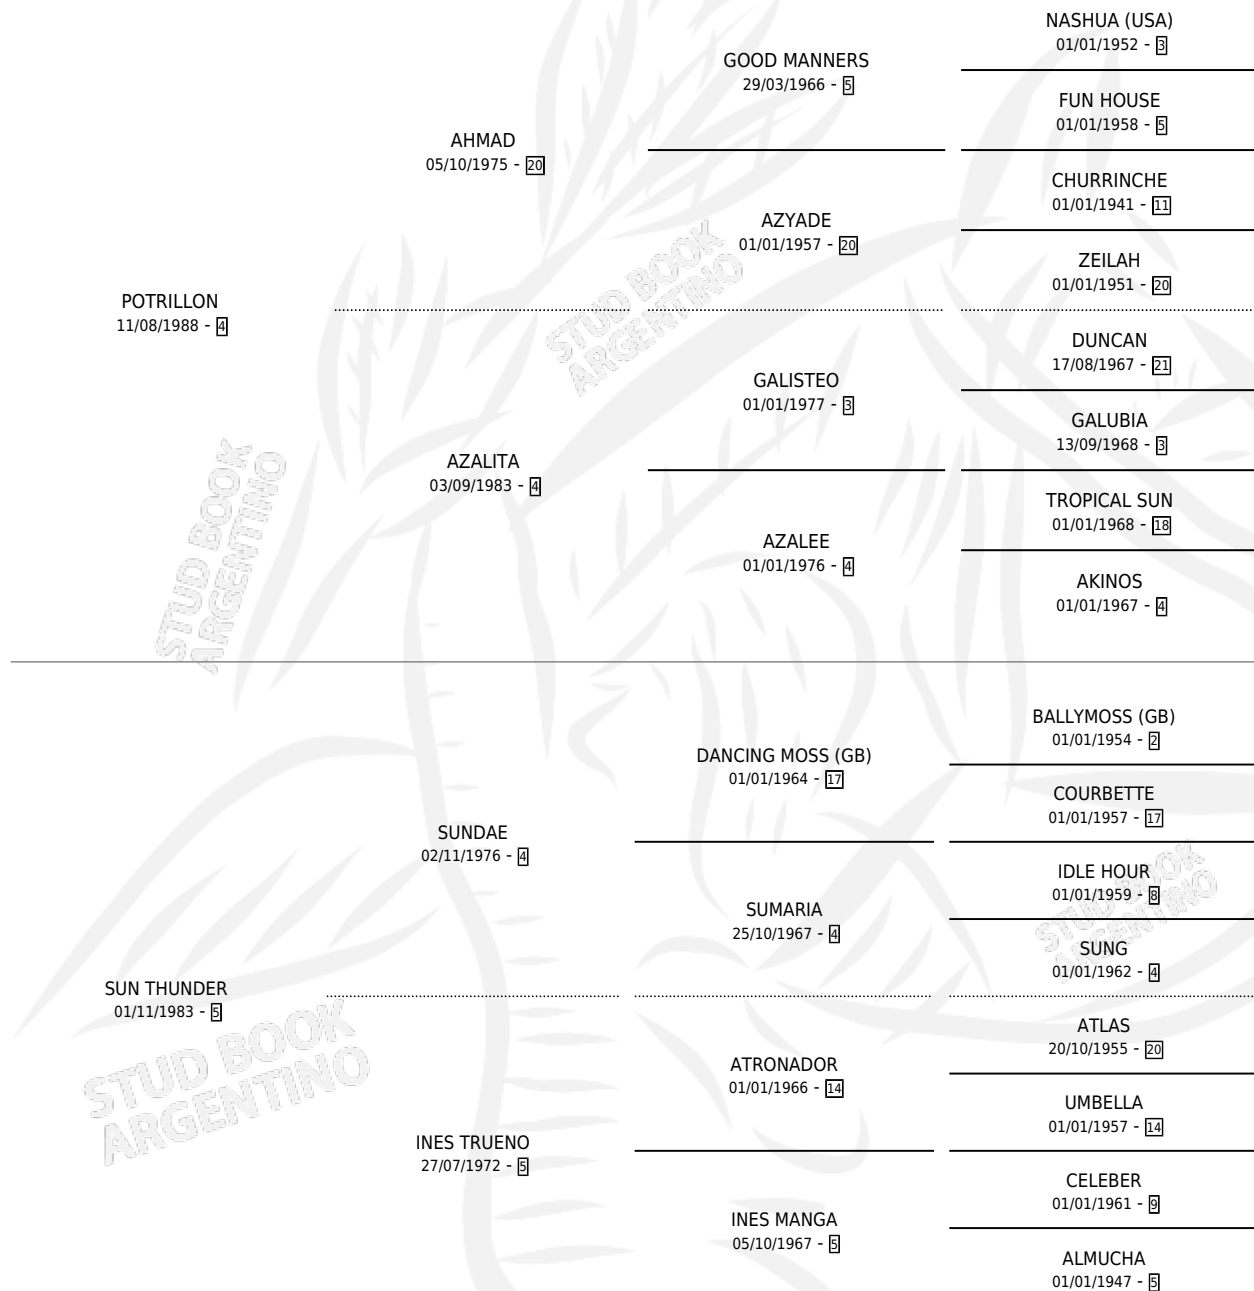 POTRILLON
11/08/1988 - 4
AHMAD
05/10/1975 - 20
GOOD MANNERS
29/03/1966 - 5
NASHUA (USA)
01/01/1952 - 3
FUN HOUSE
01/01/1958 - 5
AZYADE
01/01/1957 - 20
CHURRINCHE
01/01/1941 - 11
ZEILAH
01/01/1951 - 20
AZALITA
03/09/1983 - 4
GALISTEO
01/01/1977 - 3
DUNCAN
17/08/1967 - 21
GALUBIA
13/09/1968 - 3
AZALEE
01/01/1976 - 4
TROPICAL SUN
01/01/1968 - 18
AKINOS
01/01/1967 - 4
SUN THUNDER
01/11/1983 - 5
SUNDAE
02/11/1976 - 4
DANCING MOSS (GB)
01/01/1964 - 17
BALLYMOSS (GB)
01/01/1954 - 2
COURBETTE
01/01/1957 - 17
SUMARIA
25/10/1967 - 4
IDLE HOUR
01/01/1959 - 8
SUNG
01/01/1962 - 4
INES TRUENO
27/07/1972 - 5
ATRONADOR
01/01/1966 - 14
ATLAS
20/10/1955 - 20
UMBELLA
01/01/1957 - 14
INES MANGA
05/10/1967 - 5
CELEBER
01/01/1961 - 9
ALMUCHA
01/01/1947 - 5
STUD BOOK
ARGENTINO
STUD BOOK
ARGENTINO
STUD BOOK
ARGENTINO
STUD BOOK
ARGENTINO